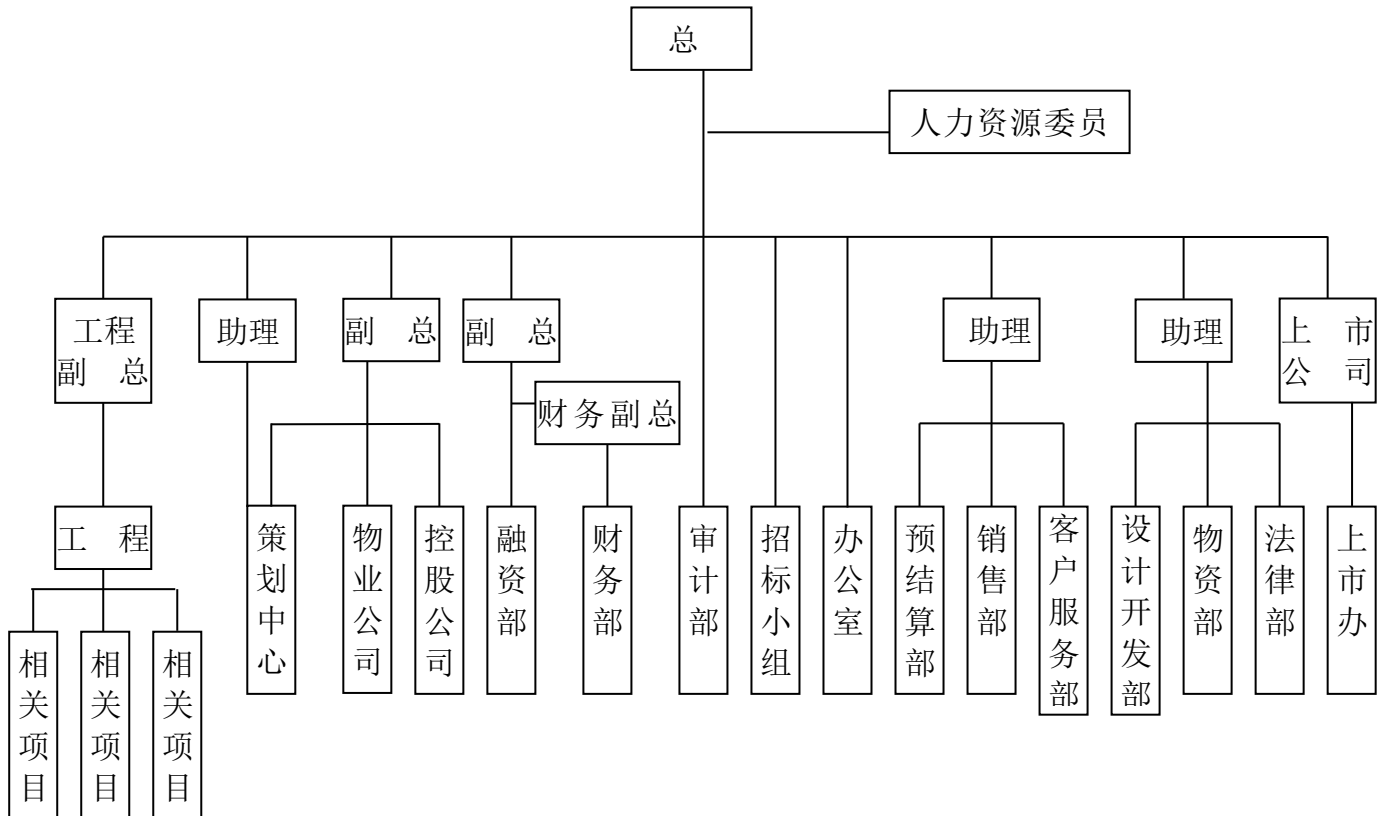 总
人力资源委员
工程
副 总
助理
副 总
副 总
助理
助理
上 市
公 司
财务副总
工 程
策划中心
物业公司
控股公司
融资部
财务部
审计部
招标小组
办公室
预结算部
销售部
客户服务部
设计开发部
物资部
法律部
上市办
相关项目
相关项目
相关项目